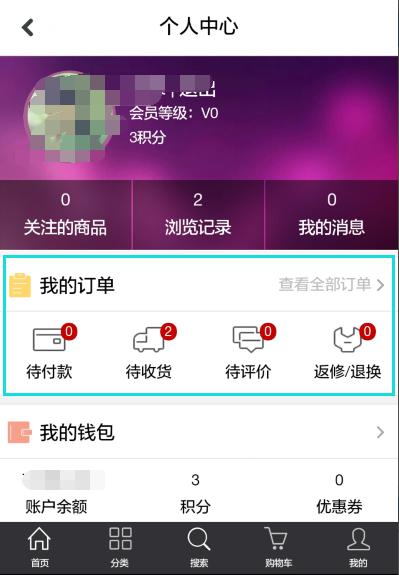 个人中心
退出
会员等级：V0
3积分
0 2 0
关注的商品 浏览记录 我的消息
我的订单 查看全部订单
0 2 0 0
待付款 待收货 待评价 返修/退换
我的钱包
3 0
账户余额 积分 优惠券
首页 分类 搜索 购物车 我的